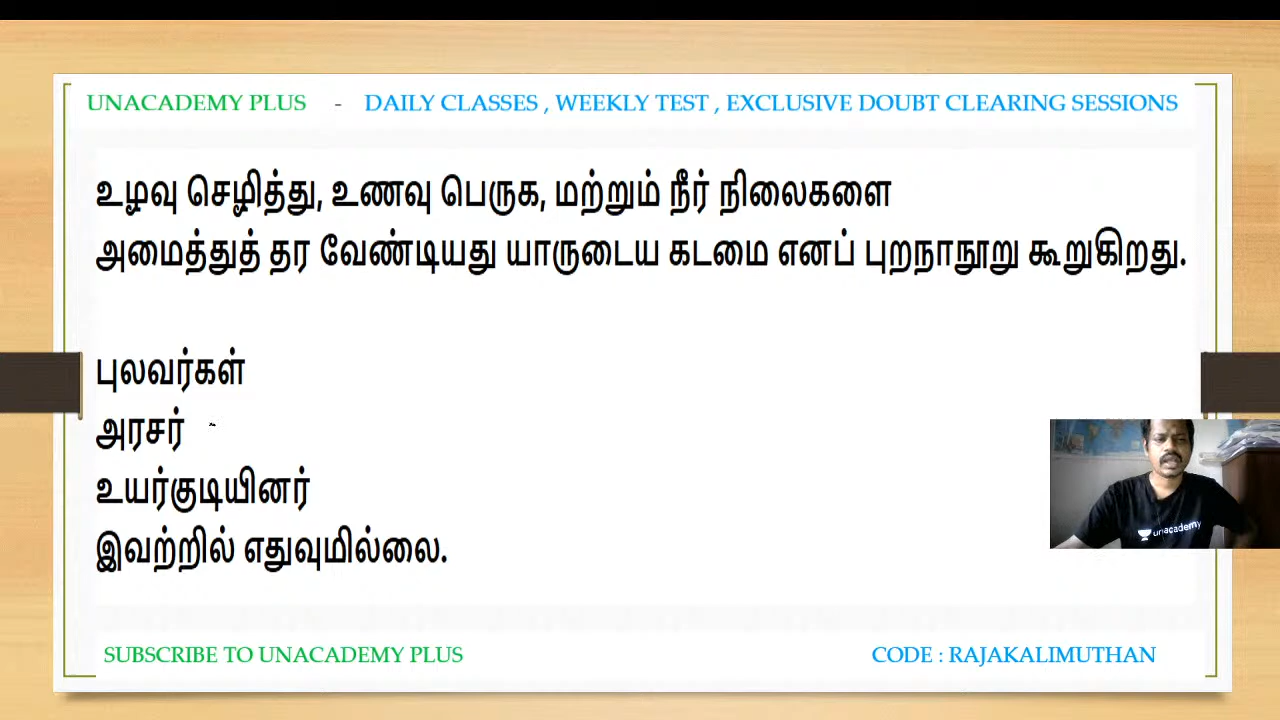 UNACADEMY PLUS - DAILY CLASSES , WEEKLY TEST , EXCLUSIVE DOUBT CLEARING SESSIONS
உழவு செழித்து, உணவு பெருக, மற்றும் நீர் நிலைகளை
அமைத்துத் தர வேண்டியது யாருடைய கடமை எனப் புறநாநூறு கூறுகிறது.
புலவர்கள்
அரசர்
உயர்குடியினர்
இவற்றில் எதுவுமில்லை.
unacademy
SUBSCRIBE TO UNACADEMY PLUS CODE : RAJAKALIMUTHAN